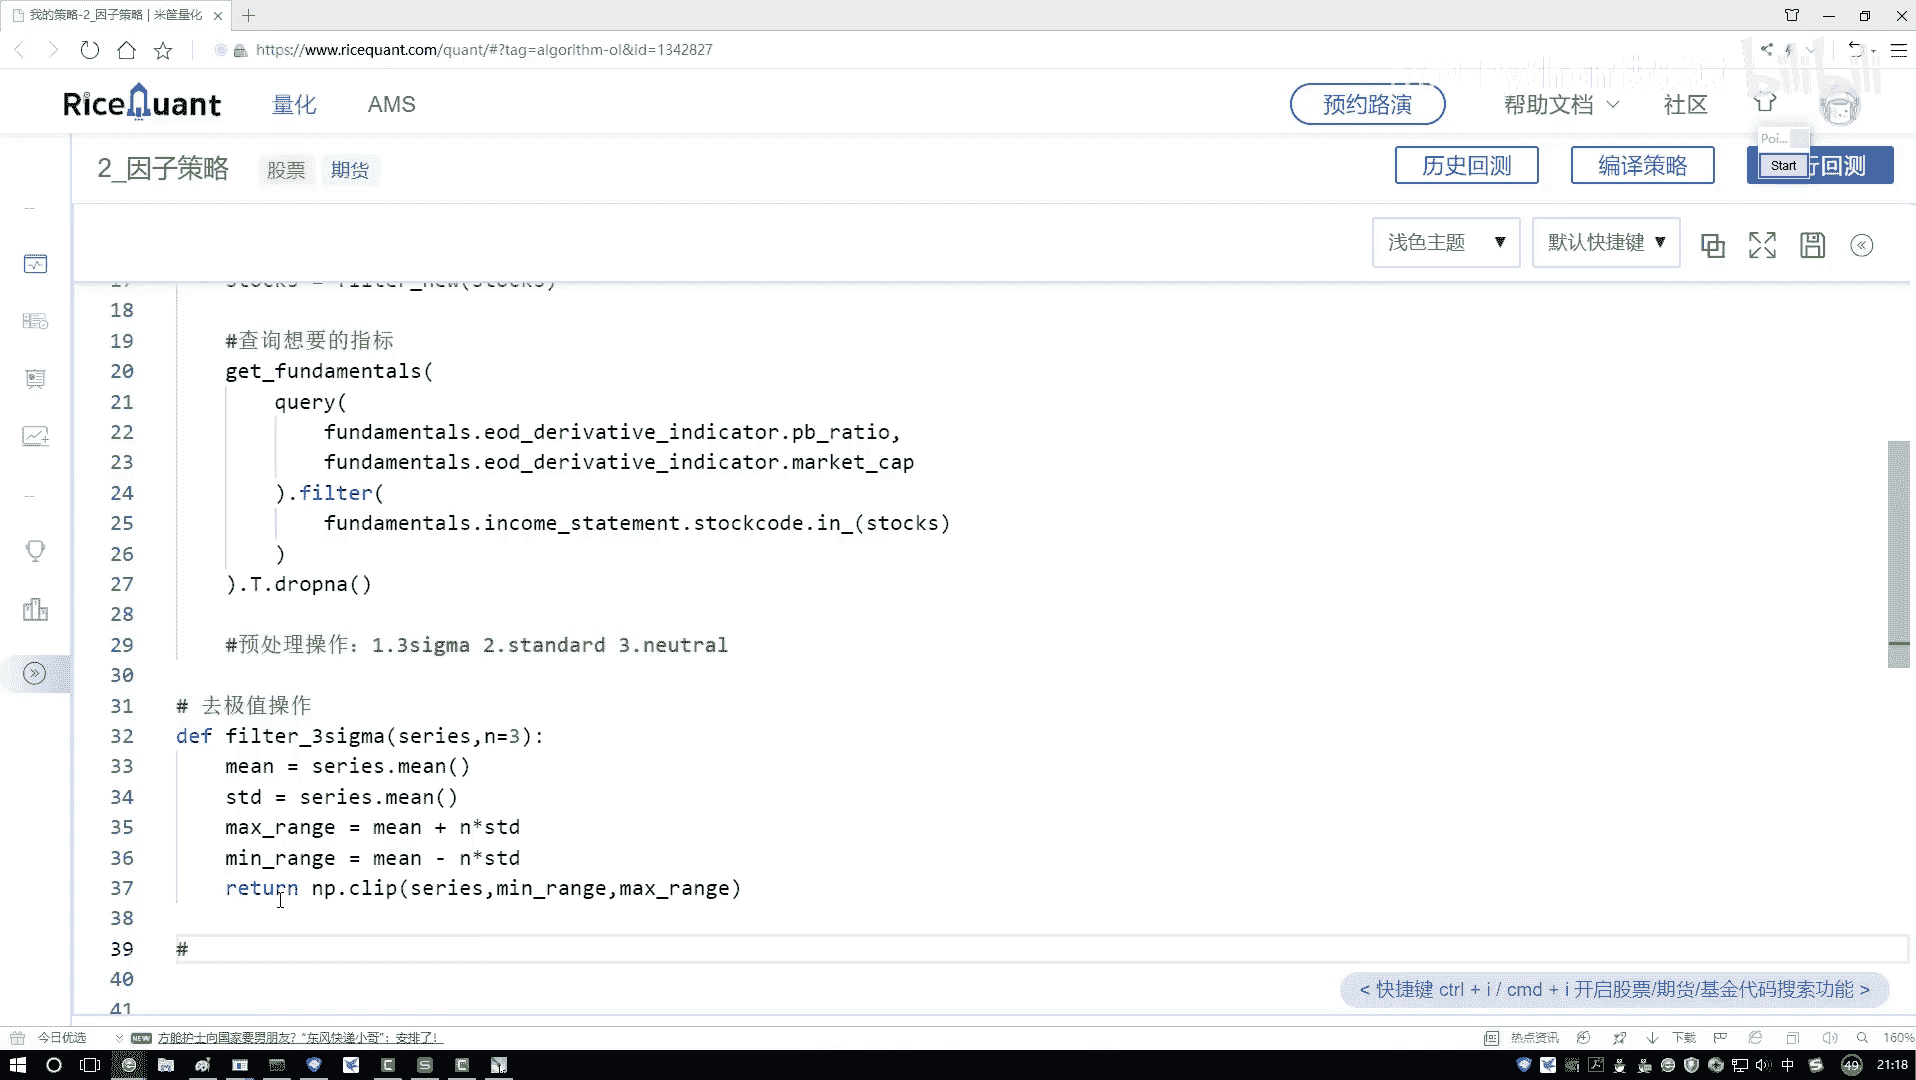 我的策略-2_因子策略 | 米筐量化
https://www.ricequant.com/quant/#?tag=algorithm-ol&id=1342827
bilibili
RiceQuant 量化 AMS 预约路演 帮助文档 社区
Poi...
Start
2_因子策略 股票 期货 历史回测 编译策略 行回测
浅色主题 默认快捷键
17 stocks = filter_new(stocks)
18
19 #查询想要的指标
20 get_fundamentals(
21 query(
22 fundamentals.eod_derivative_indicator.pb_ratio,
23 fundamentals.eod_derivative_indicator.market_cap
24 ).filter(
25 fundamentals.income_statement.stockcode.in_(stocks)
26 )
27 ).T.dropna()
28
29 #预处理操作: 1.3sigma 2.standard 3.neutral
30
31 # 去极值操作
32 def filter_3sigma(series,n=3):
33 mean = series.mean()
34 std = series.mean()
35 max_range = mean + n*std
36 min_range = mean - n*std
37 return np.clip(series,min_range,max_range)
38
39 #
40
41
< 快捷键 ctrl + i / cmd + i 开启股票/期货/基金代码搜索功能 >
今日优选 NEW 方舱护士向国家要男朋友?“东风快递小哥”:安排了! 热点资讯 下载 160%
中 49 21:18